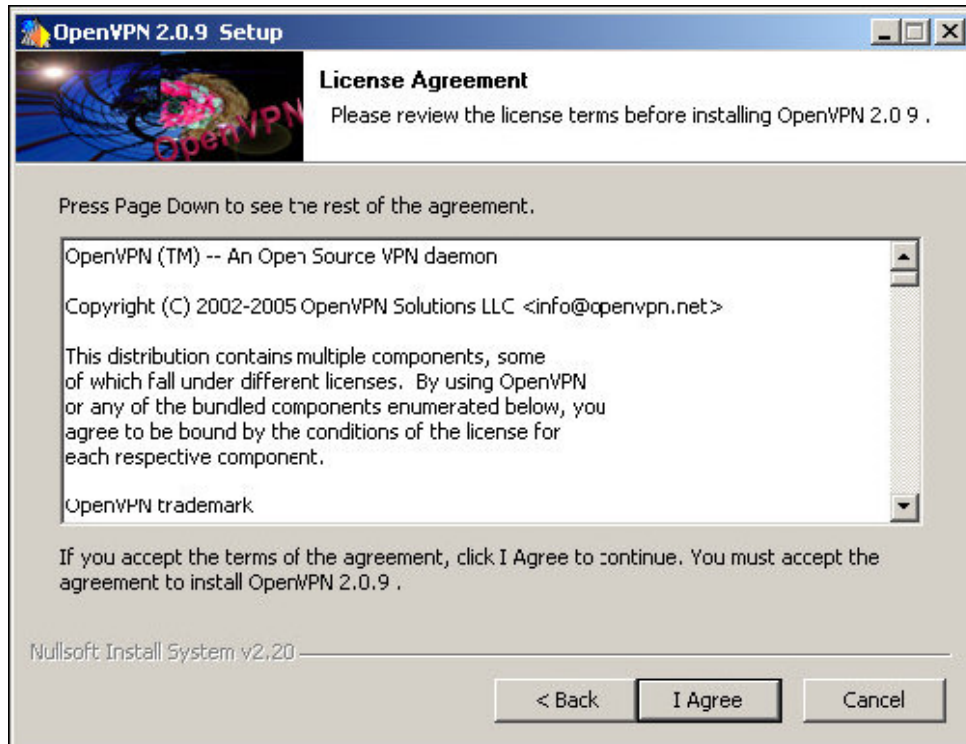 OpenVPN 2.0.9 Setup
OpenVPN
License Agreement
Please review the license terms before installing OpenVPN 2.0 9 .
Press Page Down to see the rest of the agreement.
OpenVPN (TM) -- An Open Source VPN daemon
Copyright (C) 2002-2005 OpenVPN Solutions LLC <info@openvpn.net>
This distribution contains multiple components, some
of which fall under different licenses. By using OpenVPN
or any of the bundled components enumerated below, you
agree to be bound by the conditions of the license for
each respective component.
OpenVPN trademark
If you accept the terms of the agreement, click I Agree to continue. You must accept the
agreement to install OpenVPN 2.0.9 .
Nullsoft Install System v2.20
< Back
I Agree
Cancel